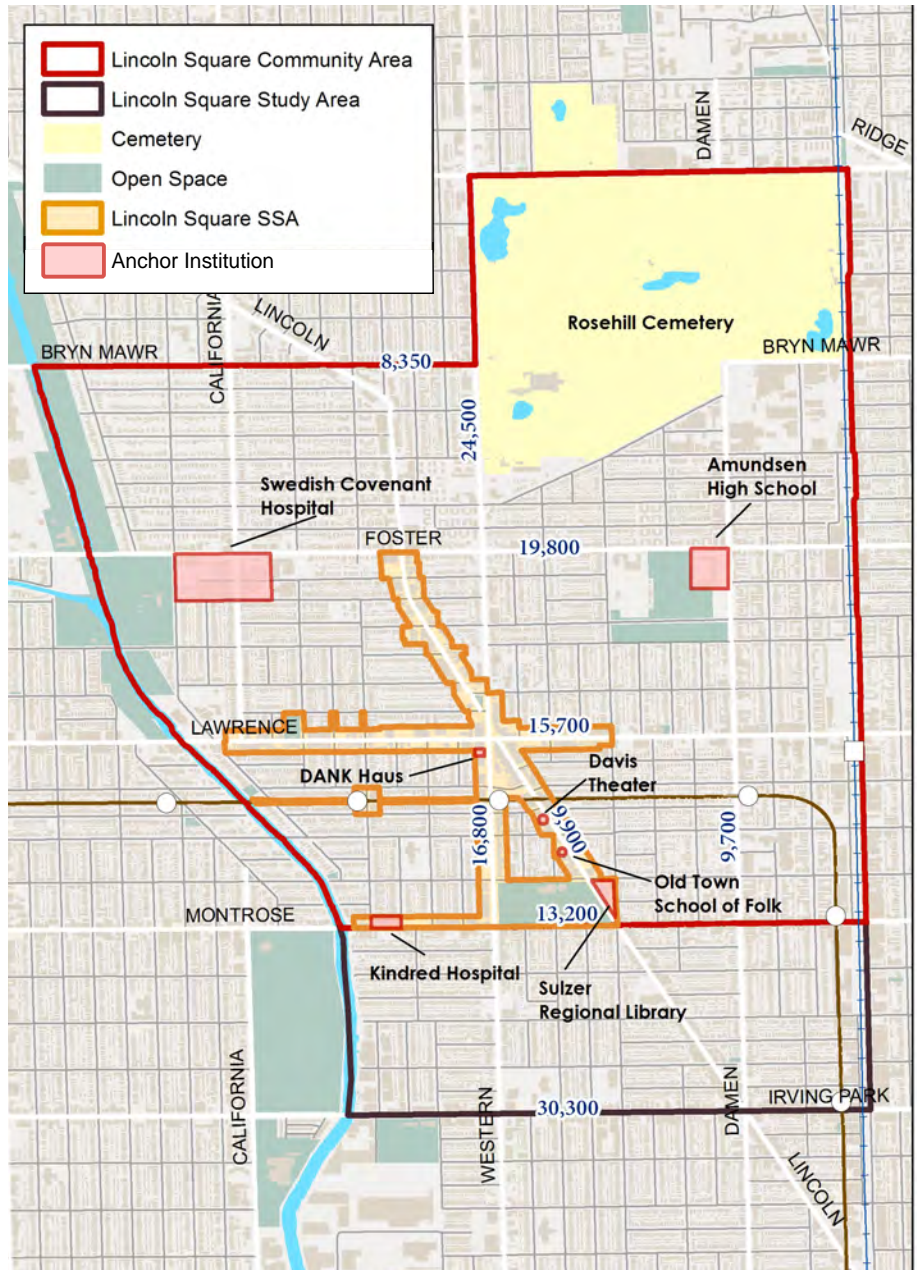 Lincoln Square Community Area
Lincoln Square Study Area
Cemetery
Open Space
Lincoln Square SSA
Anchor Institution
DAMEN
RIDGE
CALIFORNIA
LINCOLN
Rosehill Cemetery
BRYN MAWR
8,350
BRYN MAWR
24,500
Swedish Covenant
Hospital
Amundsen
High School
FOSTER
19,800
LAWRENCE
15,700
DANK Haus
Davis
Theater
16,800
9,900
9,700
Old Town
School of Folk
MONTROSE
13,200
Kindred Hospital
Sulzer
Regional Library
CALIFORNIA
WESTERN
30,300
DAMEN
IRVING PARK
LINCOLN